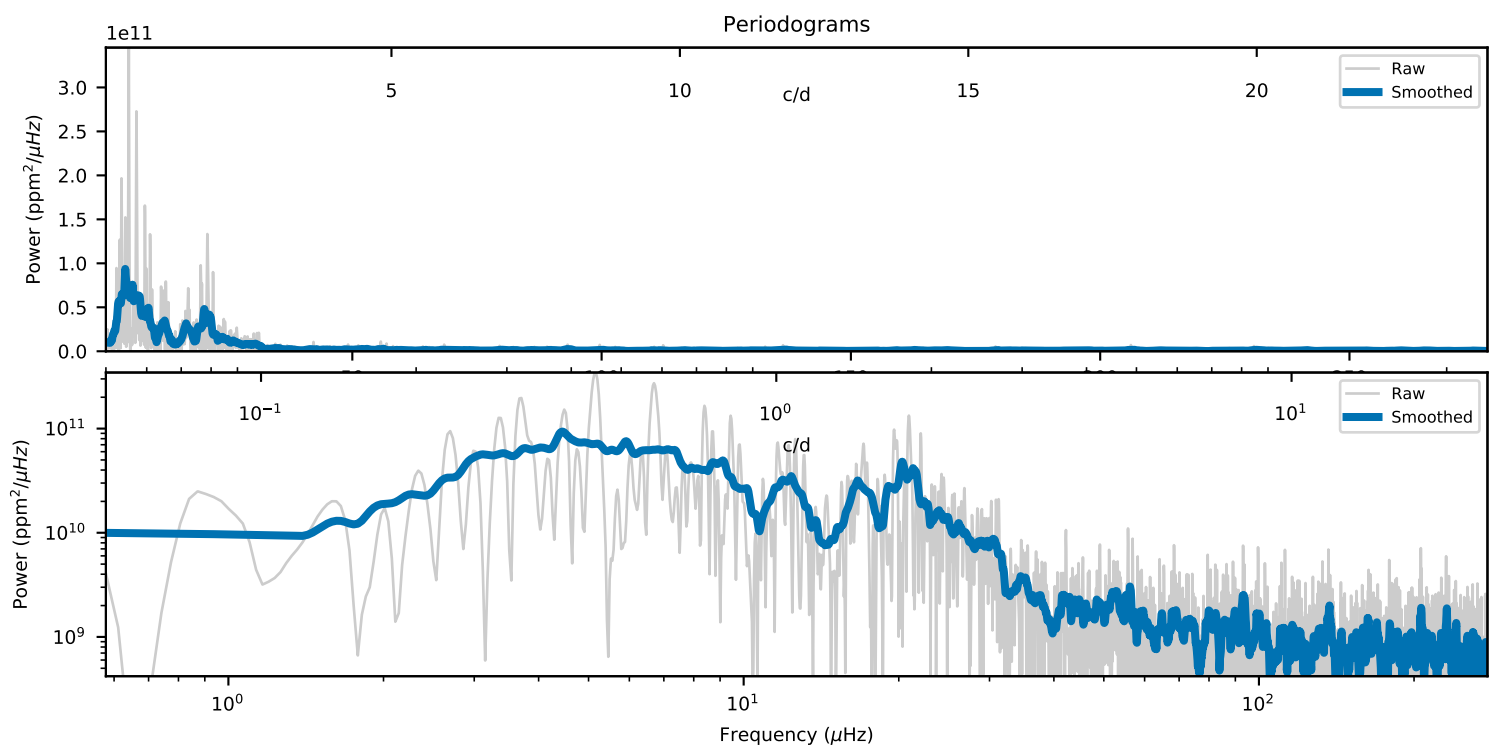 Periodograms
1e11
Raw
Smoothed
5 10 15 20
c/d
3.0
2.5
2.0
1.5
1.0
0.5
0.0
Power (ppm²/μHz)
10⁻¹ 10⁰ 10¹
c/d
Raw
Smoothed
10¹¹
10¹⁰
10⁹
Power (ppm²/μHz)
10⁰ 10¹ 10²
Frequency (μHz)